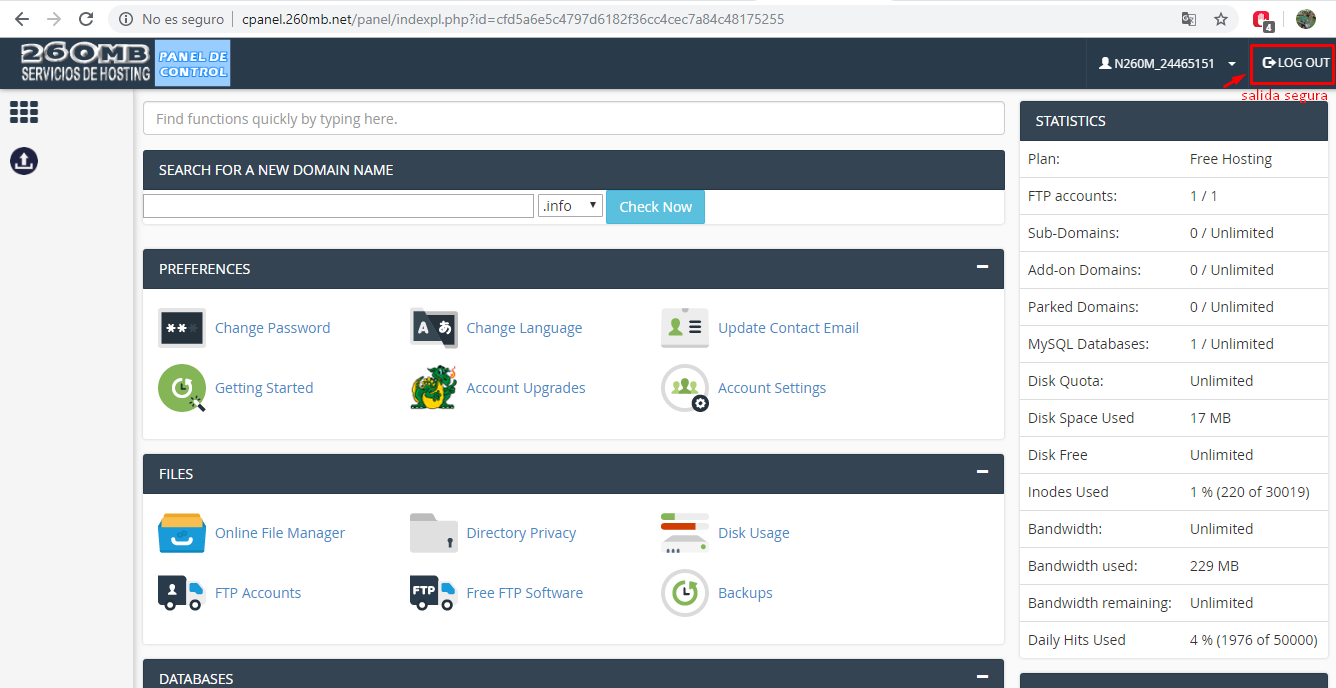 No es seguro | cpanel.260mb.net/panel/indexpl.php?id=cfd5a6e5c4797d6182f36cc4cec7a84c48175255
4
260MB
SERVICIOS DE HOSTING
PANEL DE
CONTROL
N260M_24465151
LOG OUT
salida segura
Find functions quickly by typing here.
SEARCH FOR A NEW DOMAIN NAME
.info
Check Now
PREFERENCES
Change Password
Change Language
Update Contact Email
Getting Started
Account Upgrades
Account Settings
FILES
Online File Manager
Directory Privacy
Disk Usage
FTP Accounts
FTP
Free FTP Software
Backups
DATABASES
STATISTICS
Plan: Free Hosting
FTP accounts: 1 / 1
Sub-Domains: 0 / Unlimited
Add-on Domains: 0 / Unlimited
Parked Domains: 0 / Unlimited
MySQL Databases: 1 / Unlimited
Disk Quota: Unlimited
Disk Space Used 17 MB
Disk Free Unlimited
Inodes Used 1 % (220 of 30019)
Bandwidth: Unlimited
Bandwidth used: 229 MB
Bandwidth remaining: Unlimited
Daily Hits Used 4 % (1976 of 50000)